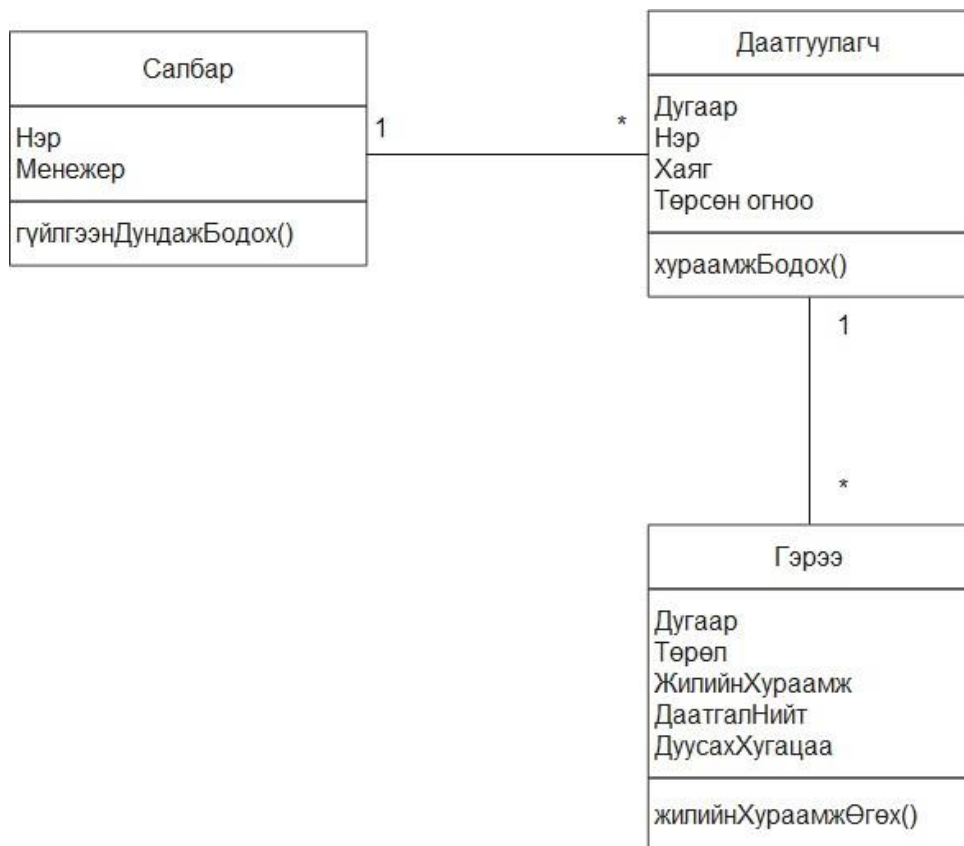 Салбар
Нэр
Менежер
гүйлгээнДундажБодох()
1
*
Даатгуулагч
Дугаар
Нэр
Хаяг
Төрсөн огноо
хураамжБодох()
1
*
Гэрээ
Дугаар
Төрөл
ЖилийнХураамж
ДаатгалНийт
ДуусахХугацаа
жилийнХураамжӨгөх()